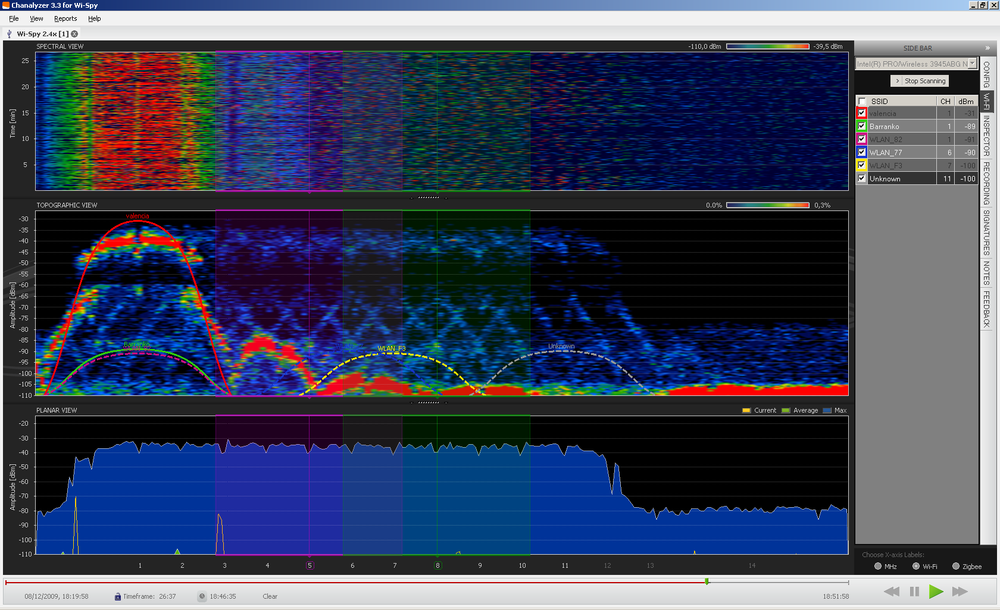 Chanalyzer 3.3 for Wi-Spy
File View Reports Help
Wi-Spy 2.4x [1]
SPECTRAL VIEW
-110,0 dBm -39,5 dBm
Time [min]
25
20
15
10
5
TOPOGRAPHIC VIEW
0.0% 0,3%
Amplitude [dBm]
-30
-35
-40
-45
-50
-55
-60
-65
-70
-75
-80
-85
-90
-95
-100
-105
-110
valencia
Barranko
WLAN_F3
Unknown
PLANAR VIEW
Current Average Max
Amplitude [dBm]
-20
-30
-40
-50
-60
-70
-80
-90
-100
-110
1 2 3 4 5 6 7 8 9 10 11 12 13 14
SIDE BAR
Intel(R) PRO/Wireless 3945ABG N
Stop Scanning
SSID CH dBm
valencia 1 -31
Barranko 1 -89
WLAN_82 1 -91
WLAN_77 6 -90
WLAN_F3 7 -100
Unknown 11 -100
CONFIG
WI-FI
INSPECTOR
RECORDING
SIGNATURES
NOTES
FEEDBACK
Choose X-axis Labels:
MHz Wi-Fi Zigbee
08/12/2009, 18:19:58 Timeframe: 26:37 18:46:35 Clear 18:51:58